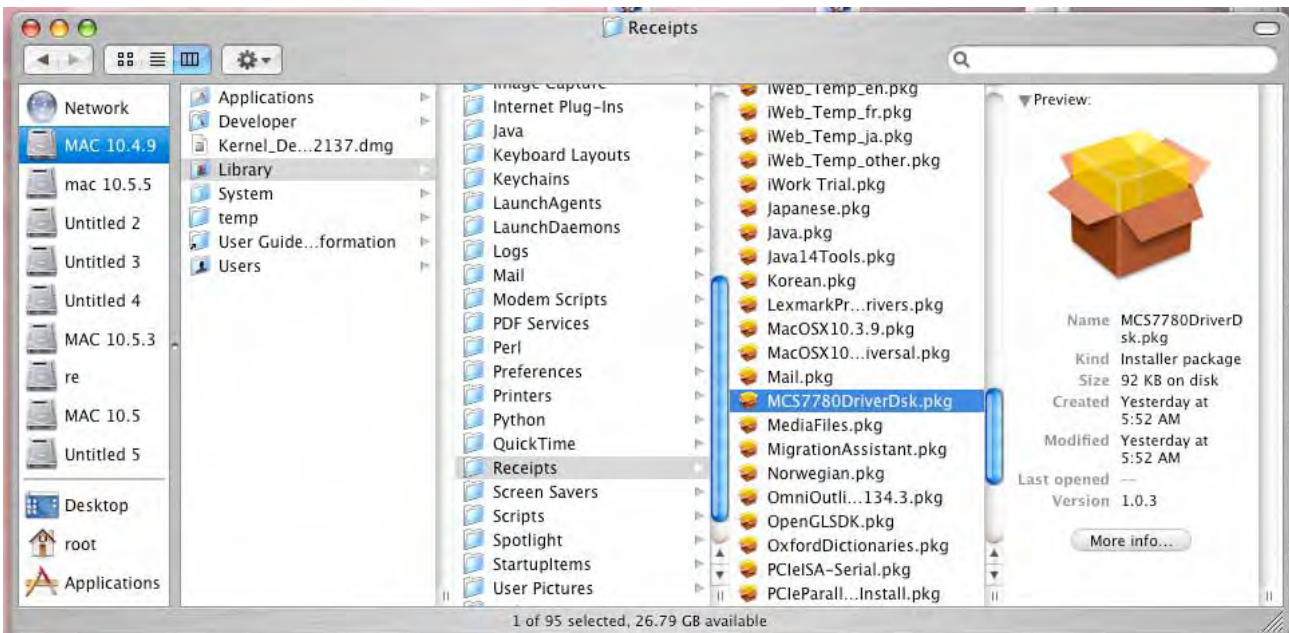 Receipts
Network
MAC 10.4.9
mac 10.5.5
Untitled 2
Untitled 3
Untitled 4
MAC 10.5.3
re
MAC 10.5
Untitled 5
Desktop
root
Applications
Applications
Developer
Kernel_De...2137.dmg
Library
System
temp
User Guide...formation
Users
Image Capture
Internet Plug-Ins
Java
Keyboard Layouts
Keychains
LaunchAgents
LaunchDaemons
Logs
Mail
Modem Scripts
PDF Services
Perl
Preferences
Printers
Python
QuickTime
Receipts
Screen Savers
Scripts
Spotlight
StartupItems
User Pictures
iWeb_Temp_en.pkg
iWeb_Temp_fr.pkg
iWeb_Temp_ja.pkg
iWeb_Temp_other.pkg
iWork Trial.pkg
Japanese.pkg
Java.pkg
Java14Tools.pkg
Korean.pkg
LexmarkPr...rivers.pkg
MacOSX10.3.9.pkg
MacOSX10...iversal.pkg
Mail.pkg
MCS7780DriverDsk.pkg
MediaFiles.pkg
MigrationAssistant.pkg
Norwegian.pkg
OmniOutli...134.3.pkg
OpenGLSDK.pkg
OxfordDictionaries.pkg
PCIeISA-Serial.pkg
PCIeParall...Install.pkg
Preview:
Name MCS7780DriverD
sk.pkg
Kind Installer package
Size 92 KB on disk
Created Yesterday at
5:52 AM
Modified Yesterday at
5:52 AM
Last opened —
Version 1.0.3
More info...
1 of 95 selected, 26.79 GB available